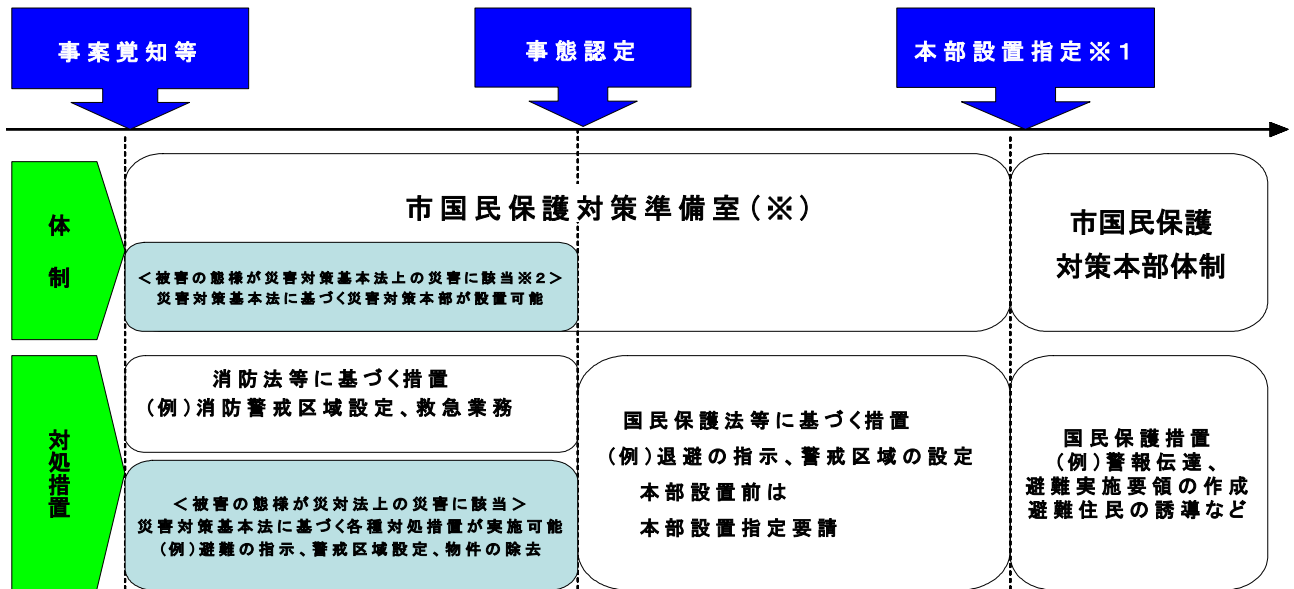 事案覚知等
事態認定
本部設置指定※1
体
制
市国民保護対策準備室(※)
<被害の態様が災害対策基本法上の災害に該当※2>
災害対策基本法に基づく災害対策本部が設置可能
市国民保護
対策本部体制
対処措置
消防法等に基づく措置
(例)消防警戒区域設定、救急業務
<被害の態様が災対法上の災害に該当>
災害対策基本法に基づく各種対処措置が実施可能
(例)避難の指示、警戒区域設定、物件の除去
国民保護法等に基づく措置
(例)退避の指示、警戒区域の設定
本部設置前は
本部設置指定要請
国民保護措置
(例)警報伝達、
避難実施要領の作成
避難住民の誘導など